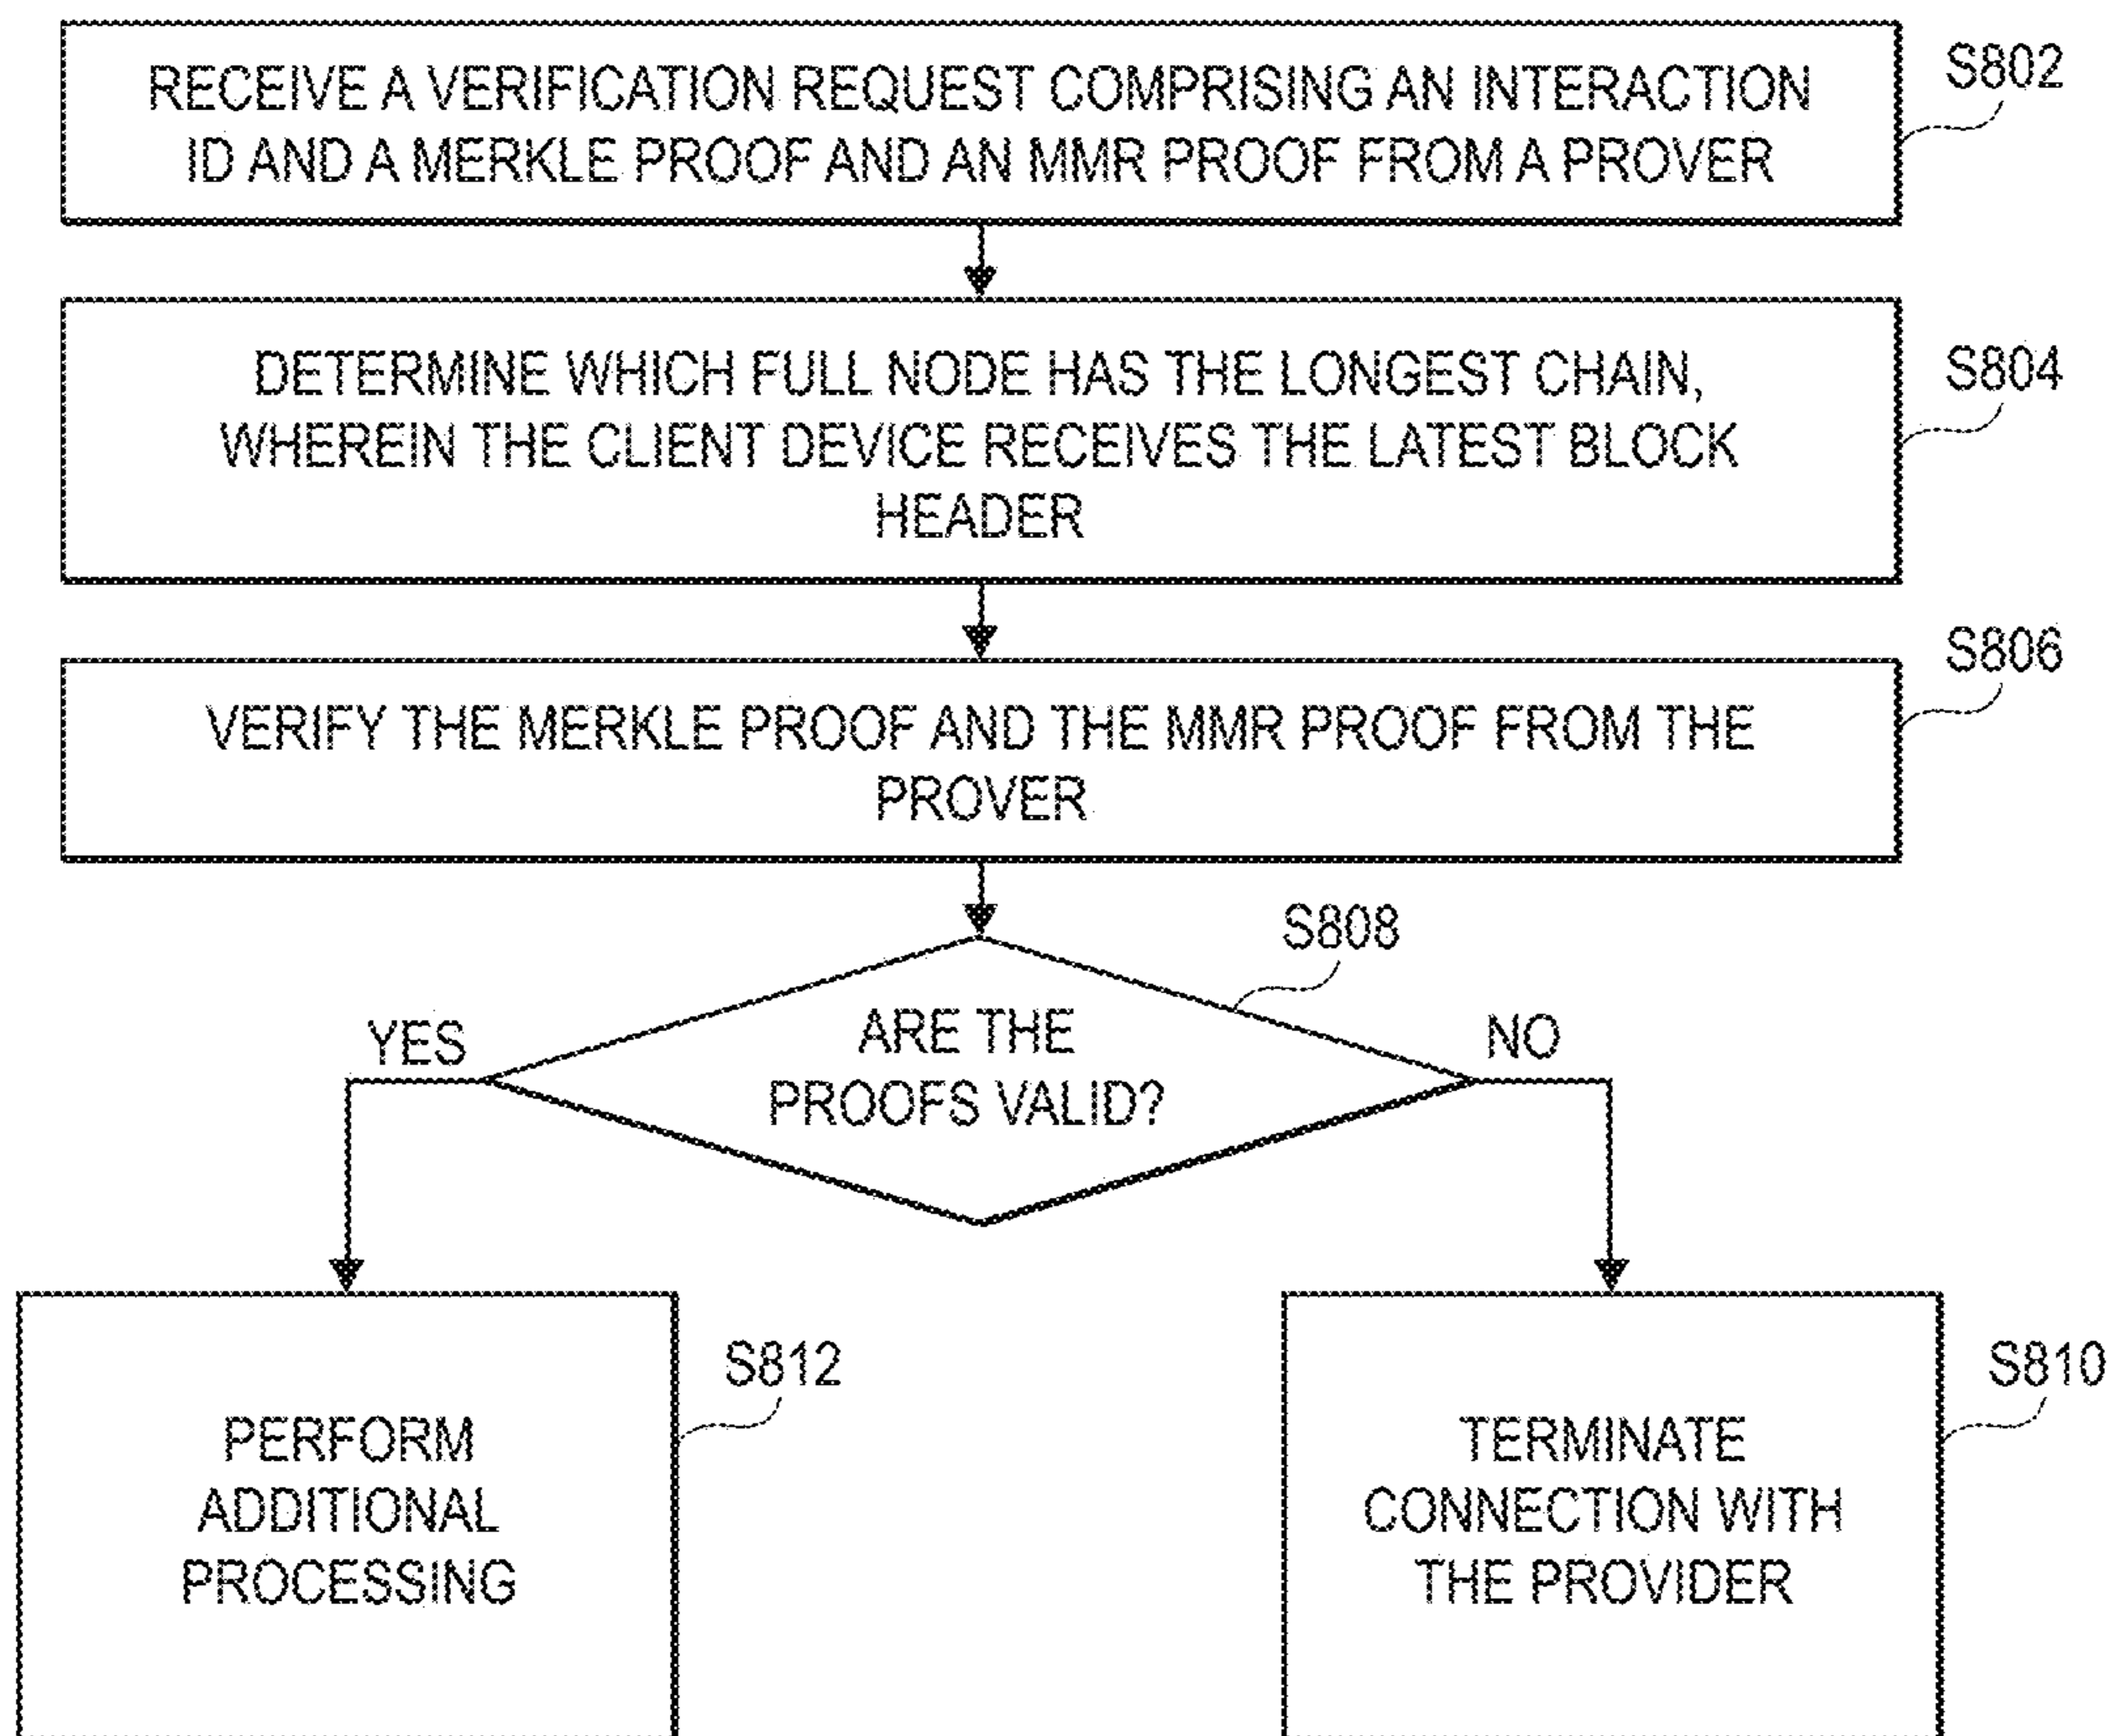 RECEIVE A VERIFICATION REQUEST COMPRISING AN INTERACTION
ID AND A MERKLE PROOF AND AN MMR PROOF FROM A PROVER
S802
DETERMINE WHICH FULL NODE HAS THE LONGEST CHAIN,
WHEREIN THE CLIENT DEVICE RECEIVES THE LATEST BLOCK
HEADER
S804
VERIFY THE MERKLE PROOF AND THE MMR PROOF FROM THE
PROVER
S806
S808
ARE THE
PROOFS VALID?
YES
NO
PERFORM
ADDITIONAL
PROCESSING
S812
TERMINATE
CONNECTION WITH
THE PROVIDER
S810